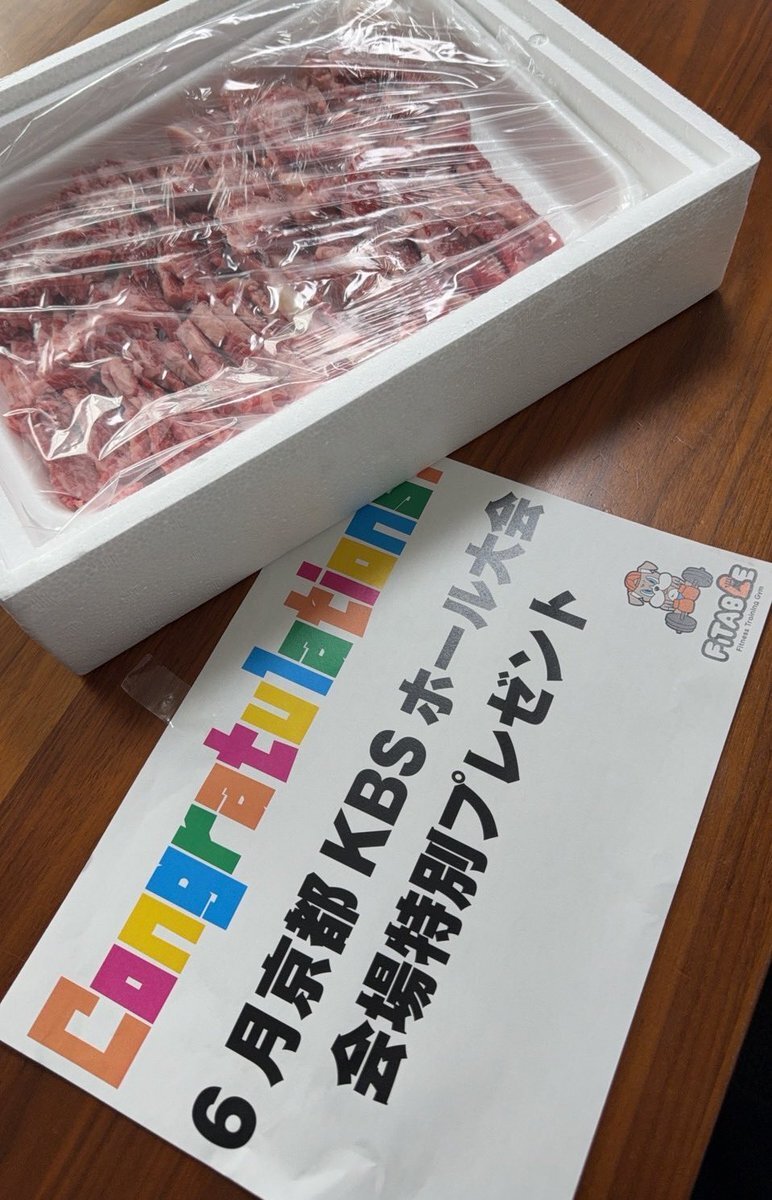 Congratulations!
6月京都KBSホール大会
会場特別プレゼント
FiTABLE
Fitness Training Gym